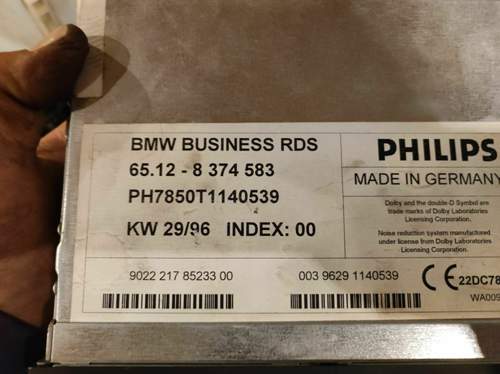 BMW BUSINESS RDS
65.12 - 8 374 583
PH7850T1140539
KW 29/96 INDEX: 00
9022 217 85233 00
003 9629 1140539
PHILIPS
MADE IN GERMANY
Dolby and the double-D Symbol are
trade marks of Dolby Laboratories
Licensing Corporation.
Noise reduction system manufactured
under license from Dolby Laboratories
Licensing Corporation.
CE 22DC78
WA009